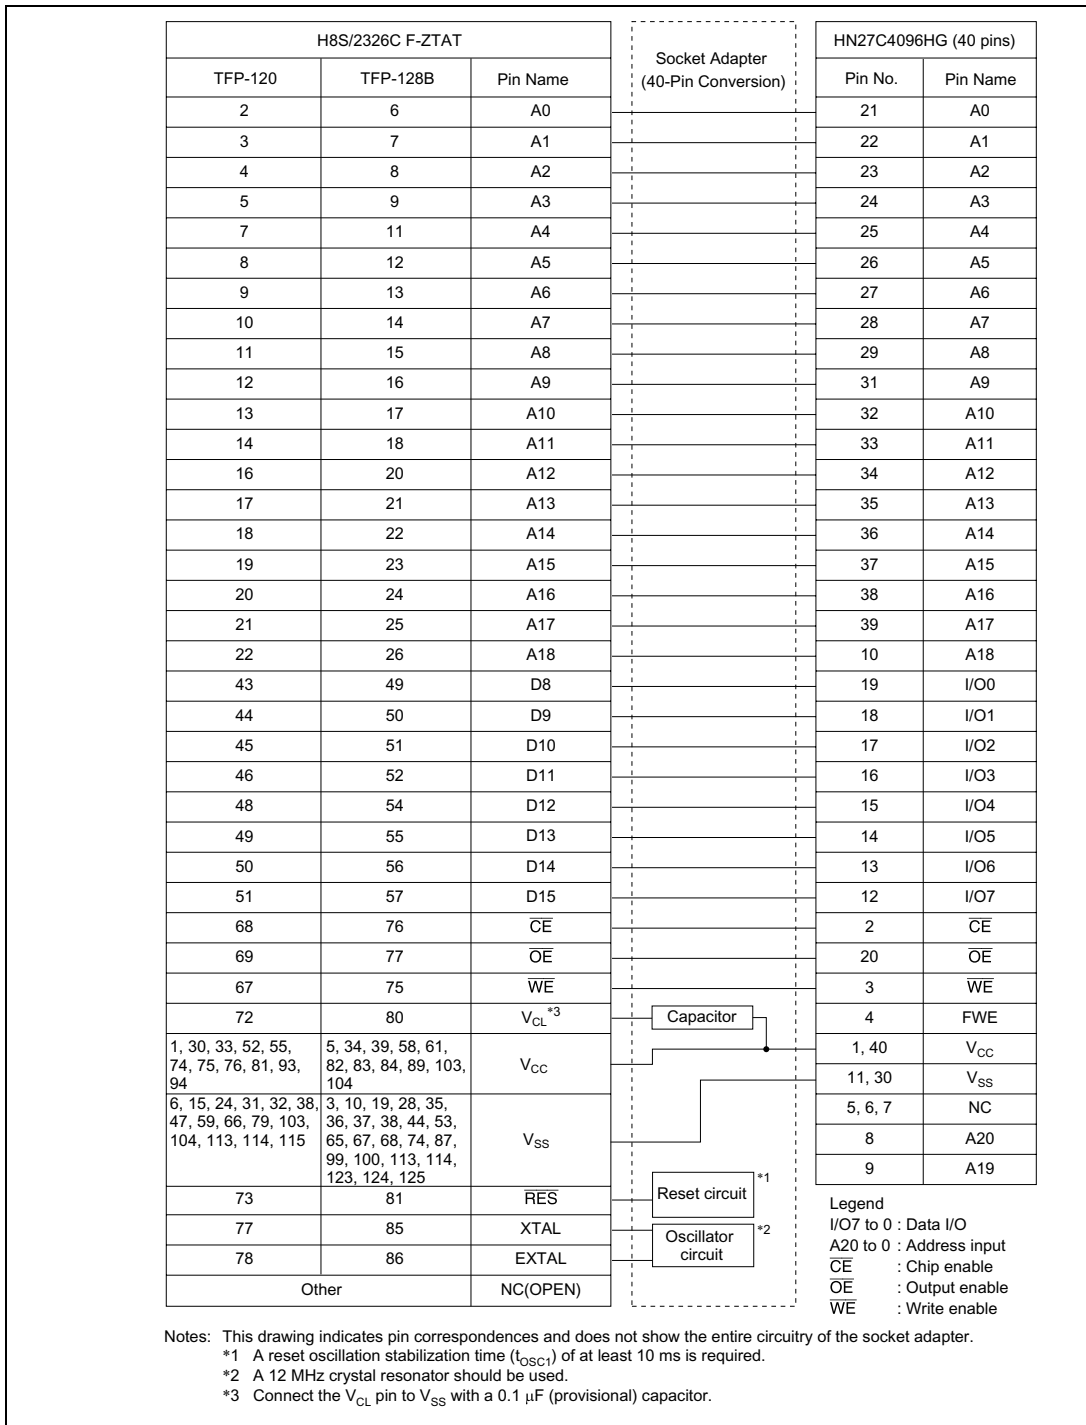 H8S/2326C F-ZTAT
Socket Adapter
(40-Pin Conversion)
HN27C4096HG (40 pins)
TFP-120 TFP-128B Pin Name Pin No. Pin Name
2 6 A0 21 A0
3 7 A1 22 A1
4 8 A2 23 A2
5 9 A3 24 A3
7 11 A4 25 A4
8 12 A5 26 A5
9 13 A6 27 A6
10 14 A7 28 A7
11 15 A8 29 A8
12 16 A9 31 A9
13 17 A10 32 A10
14 18 A11 33 A11
16 20 A12 34 A12
17 21 A13 35 A13
18 22 A14 36 A14
19 23 A15 37 A15
20 24 A16 38 A16
21 25 A17 39 A17
22 26 A18 10 A18
43 49 D8 19 I/O0
44 50 D9 18 I/O1
45 51 D10 17 I/O2
46 52 D11 16 I/O3
48 54 D12 15 I/O4
49 55 D13 14 I/O5
50 56 D14 13 I/O6
51 57 D15 12 I/O7
68 76 CE 2 CE
69 77 OE 20 OE
67 75 WE 3 WE
72 80 VCL*3 Capacitor 4 FWE
1, 30, 33, 52, 55,
74, 75, 76, 81, 93,
94
5, 34, 39, 58, 61,
82, 83, 84, 89, 103,
104
VCC
1, 40 VCC
11, 30 VSS
6, 15, 24, 31, 32, 38,
47, 59, 66, 79, 103,
104, 113, 114, 115
3, 10, 19, 28, 35,
36, 37, 38, 44, 53,
65, 67, 68, 74, 87,
99, 100, 113, 114,
123, 124, 125
VSS
5, 6, 7 NC
8 A20
9 A19
73 81 RES Reset circuit *1
77 85 XTAL
78 86 EXTAL
Oscillator
circuit
*2
Other NC(OPEN)
Legend
I/O7 to 0 : Data I/O
A20 to 0 : Address input
CE : Chip enable
OE : Output enable
WE : Write enable
Notes: This drawing indicates pin correspondences and does not show the entire circuitry of the socket adapter.
*1 A reset oscillation stabilization time (tOSC1) of at least 10 ms is required.
*2 A 12 MHz crystal resonator should be used.
*3 Connect the VCL pin to VSS with a 0.1 μF (provisional) capacitor.